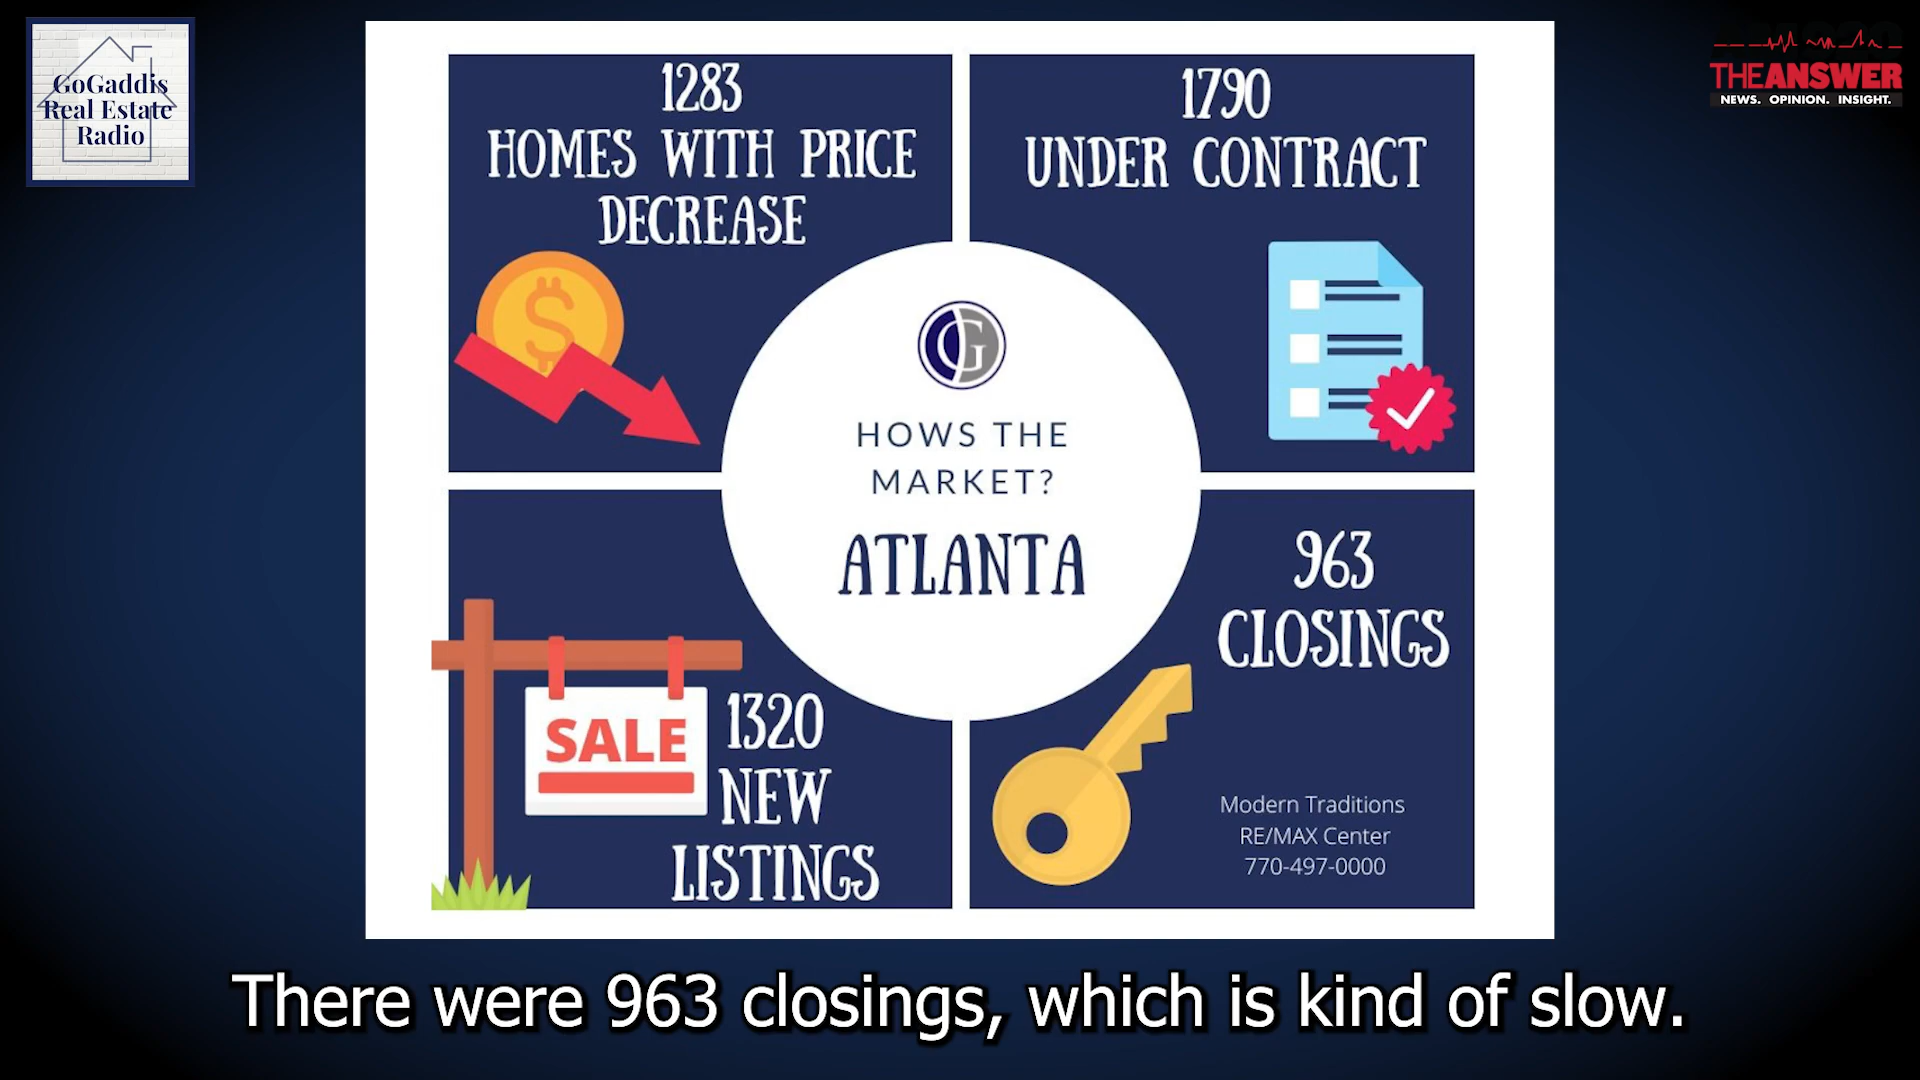 GoGaddis
Real Estate
Radio
THEANSWER
NEWS. OPINION. INSIGHT.
1283
HOMES WITH PRICE
DECREASE
1790
UNDER CONTRACT
$
G
HOWS THE
MARKET?
ATLANTA
SALE
1320
NEW
LISTINGS
963
CLOSINGS
Modern Traditions
RE/MAX Center
770-497-0000
There were 963 closings, which is kind of slow.